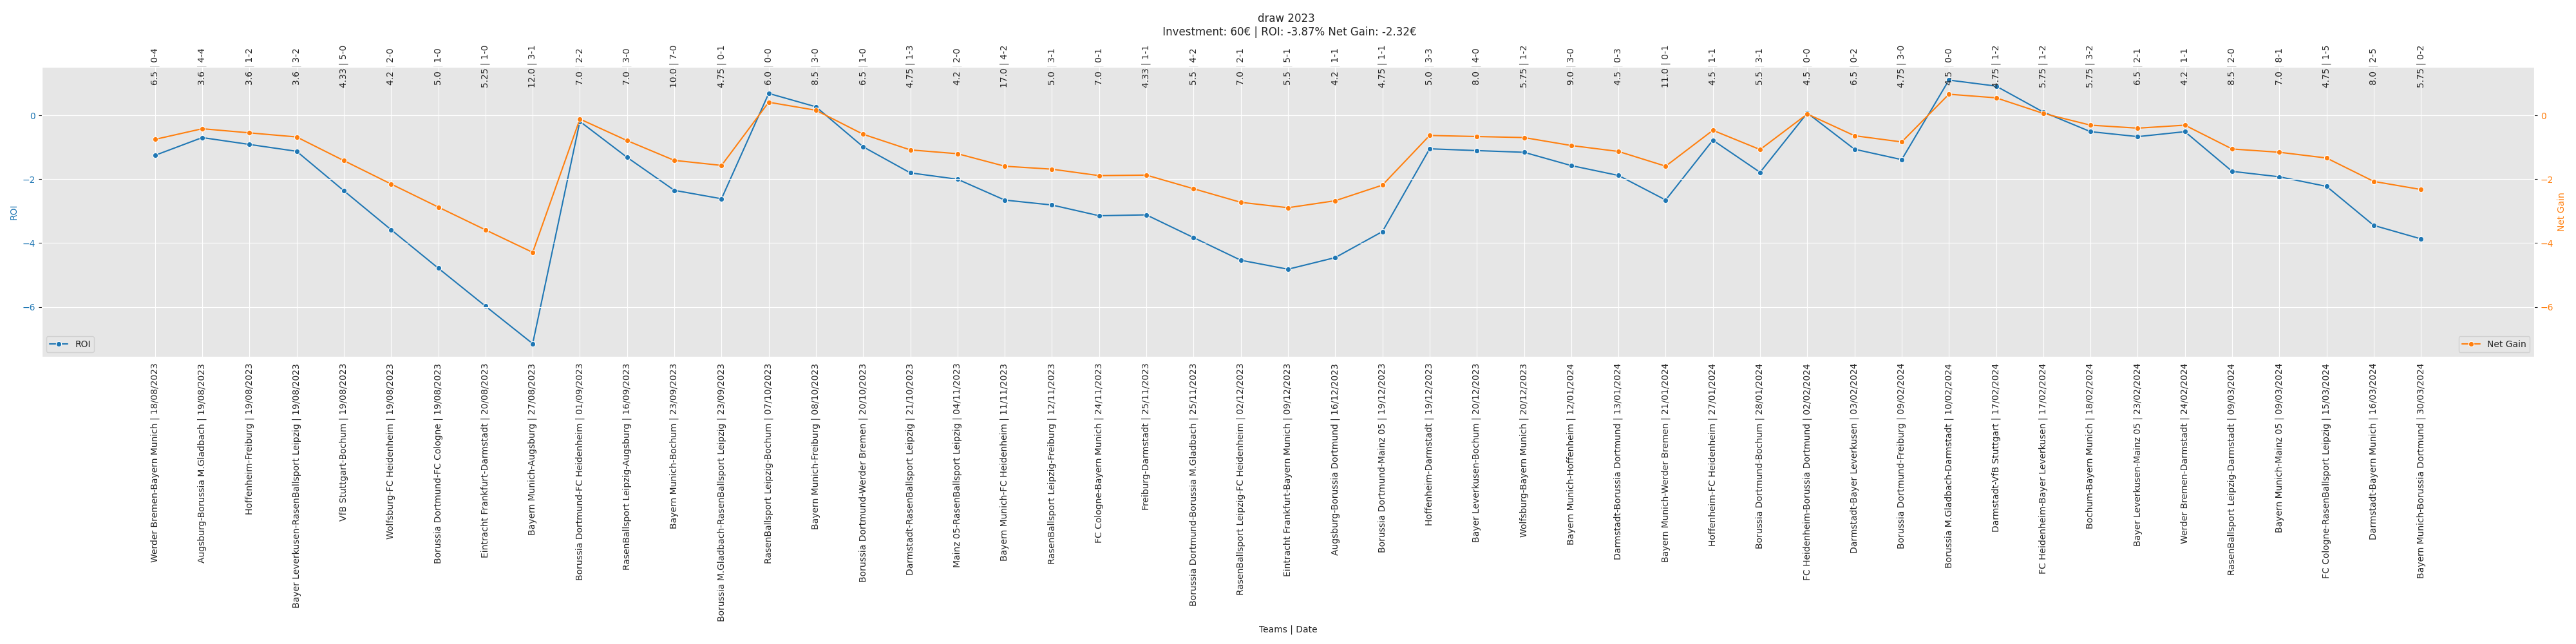 draw 2023
Investment: 60€ | ROI: -3.87% Net Gain: -2.32€
6.5 | 0-4
3.6 | 4-4
3.6 | 1-2
3.6 | 3-2
4.33 | 5-0
4.2 | 2-0
5.0 | 1-0
5.25 | 1-0
12.0 | 3-1
7.0 | 2-2
7.0 | 3-0
10.0 | 7-0
4.75 | 0-1
6.0 | 0-0
8.5 | 3-0
6.5 | 1-0
4.75 | 1-3
4.2 | 2-0
17.0 | 4-2
5.0 | 3-1
7.0 | 0-1
4.33 | 1-1
5.5 | 4-2
7.0 | 2-1
5.5 | 5-1
4.2 | 1-1
4.75 | 1-1
5.0 | 3-3
8.0 | 4-0
5.75 | 1-2
9.0 | 3-0
4.5 | 0-3
11.0 | 0-1
4.5 | 1-1
5.5 | 3-1
4.5 | 0-0
6.5 | 0-2
4.75 | 3-0
4.5 | 0-0
.75 | 1-2
5.75 | 1-2
5.75 | 3-2
6.5 | 2-1
4.2 | 1-1
8.5 | 2-0
7.0 | 8-1
4.75 | 1-5
8.0 | 2-5
5.75 | 0-2
0
−2
−4
−6
ROI
0
−2
−4
−6
Net Gain
ROI
Net Gain
Werder Bremen-Bayern Munich | 18/08/2023
Augsburg-Borussia M.Gladbach | 19/08/2023
Hoffenheim-Freiburg | 19/08/2023
Bayer Leverkusen-RasenBallsport Leipzig | 19/08/2023
VfB Stuttgart-Bochum | 19/08/2023
Wolfsburg-FC Heidenheim | 19/08/2023
Borussia Dortmund-FC Cologne | 19/08/2023
Eintracht Frankfurt-Darmstadt | 20/08/2023
Bayern Munich-Augsburg | 27/08/2023
Borussia Dortmund-FC Heidenheim | 01/09/2023
RasenBallsport Leipzig-Augsburg | 16/09/2023
Bayern Munich-Bochum | 23/09/2023
Borussia M.Gladbach-RasenBallsport Leipzig | 23/09/2023
RasenBallsport Leipzig-Bochum | 07/10/2023
Bayern Munich-Freiburg | 08/10/2023
Borussia Dortmund-Werder Bremen | 20/10/2023
Darmstadt-RasenBallsport Leipzig | 21/10/2023
Mainz 05-RasenBallsport Leipzig | 04/11/2023
Bayern Munich-FC Heidenheim | 11/11/2023
RasenBallsport Leipzig-Freiburg | 12/11/2023
FC Cologne-Bayern Munich | 24/11/2023
Freiburg-Darmstadt | 25/11/2023
Borussia Dortmund-Borussia M.Gladbach | 25/11/2023
RasenBallsport Leipzig-FC Heidenheim | 02/12/2023
Eintracht Frankfurt-Bayern Munich | 09/12/2023
Augsburg-Borussia Dortmund | 16/12/2023
Borussia Dortmund-Mainz 05 | 19/12/2023
Hoffenheim-Darmstadt | 19/12/2023
Bayer Leverkusen-Bochum | 20/12/2023
Wolfsburg-Bayern Munich | 20/12/2023
Bayern Munich-Hoffenheim | 12/01/2024
Darmstadt-Borussia Dortmund | 13/01/2024
Bayern Munich-Werder Bremen | 21/01/2024
Hoffenheim-FC Heidenheim | 27/01/2024
Borussia Dortmund-Bochum | 28/01/2024
FC Heidenheim-Borussia Dortmund | 02/02/2024
Darmstadt-Bayer Leverkusen | 03/02/2024
Borussia Dortmund-Freiburg | 09/02/2024
Borussia M.Gladbach-Darmstadt | 10/02/2024
Darmstadt-VfB Stuttgart | 17/02/2024
FC Heidenheim-Bayer Leverkusen | 17/02/2024
Bochum-Bayern Munich | 18/02/2024
Bayer Leverkusen-Mainz 05 | 23/02/2024
Werder Bremen-Darmstadt | 24/02/2024
RasenBallsport Leipzig-Darmstadt | 09/03/2024
Bayern Munich-Mainz 05 | 09/03/2024
FC Cologne-RasenBallsport Leipzig | 15/03/2024
Darmstadt-Bayern Munich | 16/03/2024
Bayern Munich-Borussia Dortmund | 30/03/2024
Teams | Date